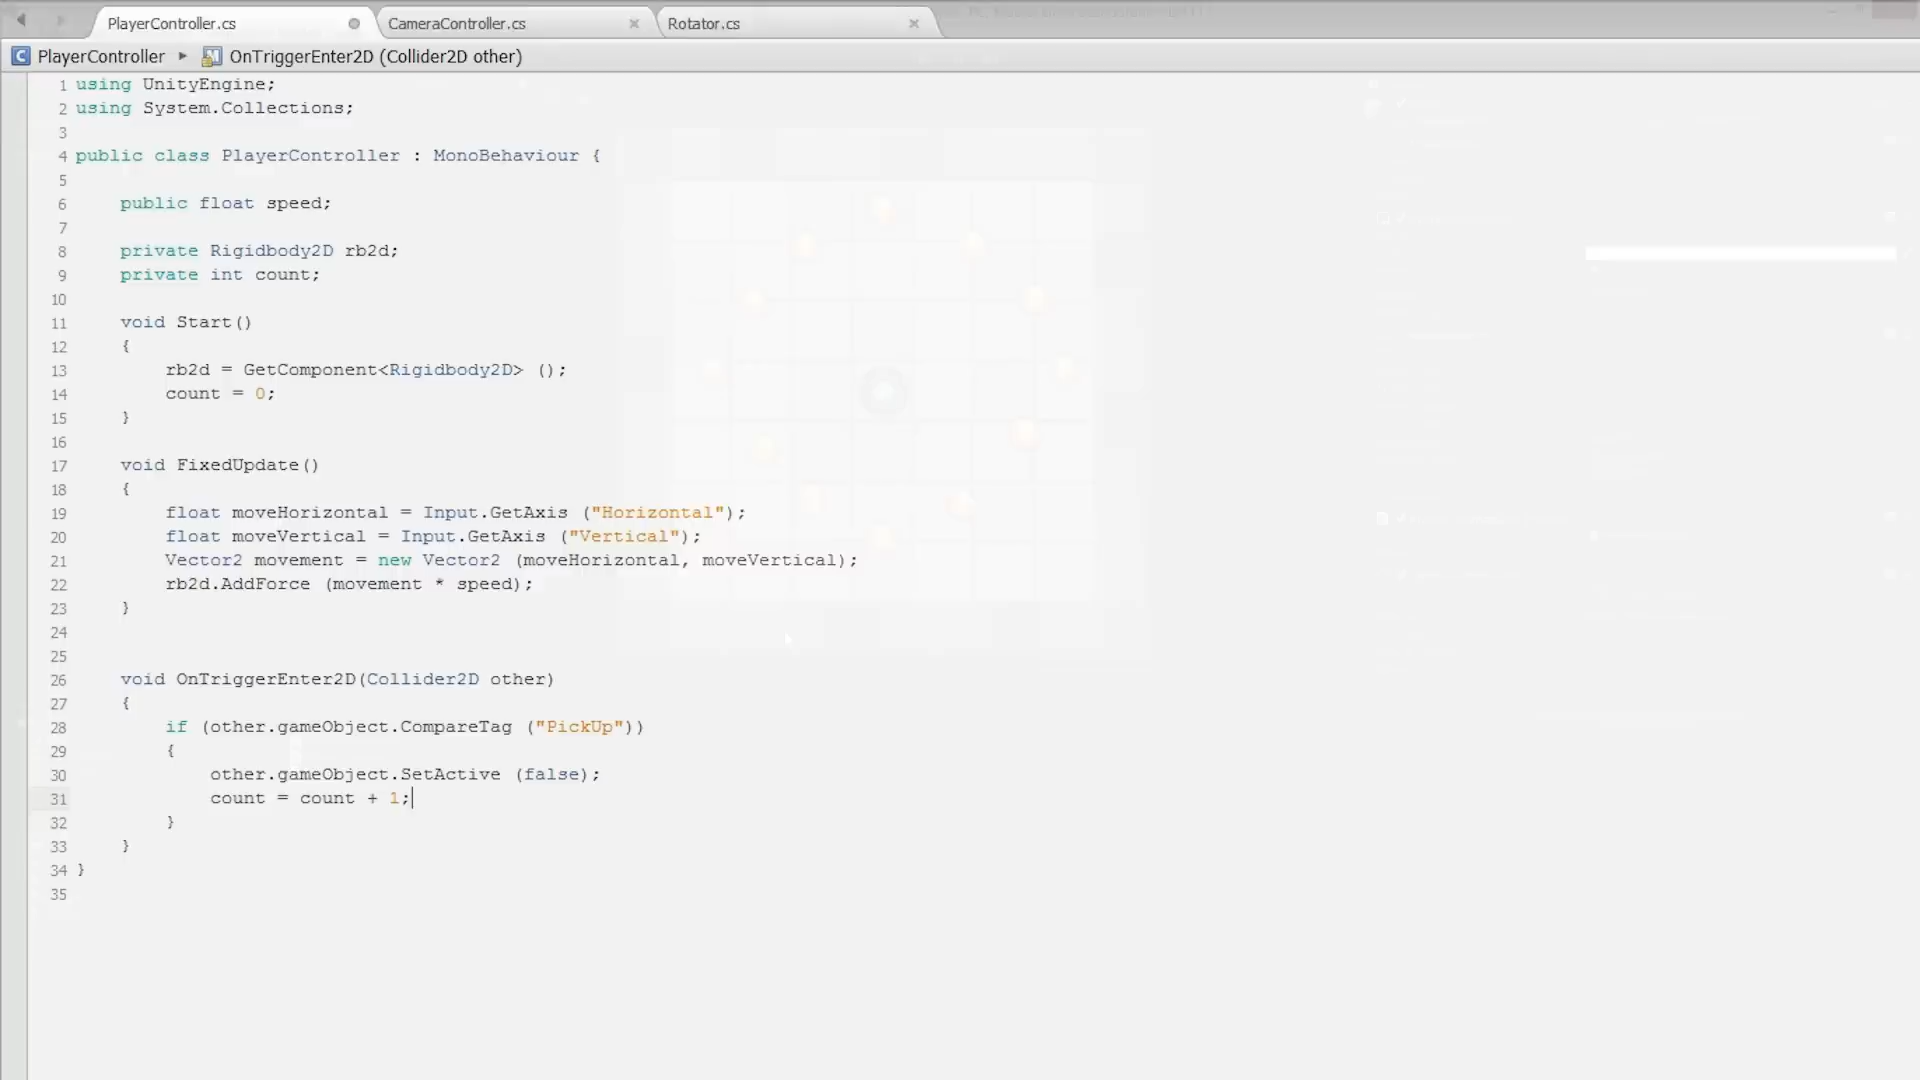 PlayerController.cs CameraController.cs Rotator.cs
PlayerController OnTriggerEnter2D (Collider2D other)
1 using UnityEngine;
2 using System.Collections;
3
4 public class PlayerController : MonoBehaviour {
5
6 public float speed;
7
8 private Rigidbody2D rb2d;
9 private int count;
10
11 void Start()
12 {
13 rb2d = GetComponent<Rigidbody2D> ();
14 count = 0;
15 }
16
17 void FixedUpdate()
18 {
19 float moveHorizontal = Input.GetAxis ("Horizontal");
20 float moveVertical = Input.GetAxis ("Vertical");
21 Vector2 movement = new Vector2 (moveHorizontal, moveVertical);
22 rb2d.AddForce (movement * speed);
23 }
24
25
26 void OnTriggerEnter2D(Collider2D other)
27 {
28 if (other.gameObject.CompareTag ("PickUp"))
29 {
30 other.gameObject.SetActive (false);
31 count = count + 1;
32 }
33 }
34 }
35